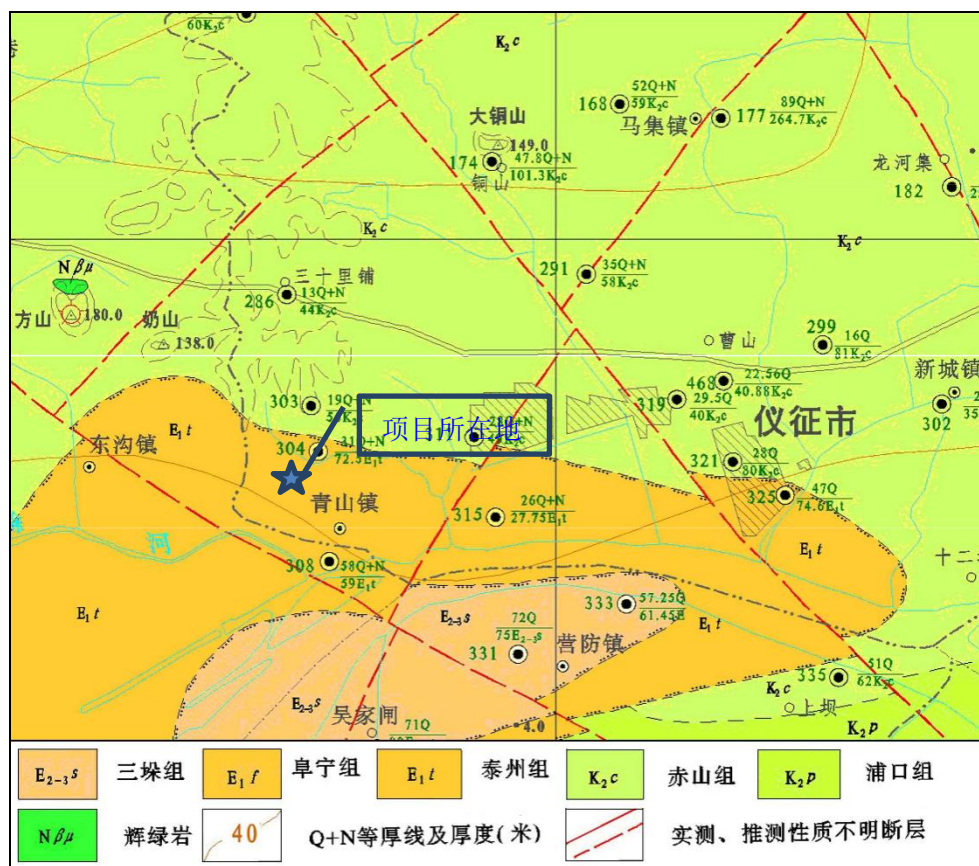 60K₂c
K₂c
168
52Q+N
59K₂c
马集镇
177
89Q+N
264.7K₂c
大铜山
149.0
174
47.8Q+N
101.3K₂c
铜山
龙河集
182
K₂c
K₂c
Nβμ
方山
180.0
奶山
138.0
三十里铺
286
13Q+N
44K₂c
291
35Q+N
58K₂c
曹山
299
16Q
81K₂c
新城镇
302
35
468
22.56Q
40.88K₂c
319
29.5Q
40K₂c
仪征市
303
19Q+N
项目所在地
304
31Q+N
72.5E₁t
321
28Q
80K₂c
325
47Q
74.6E₁t
东沟镇
E₁t
青山镇
315
26Q+N
27.75E₁t
河
308
58Q+N
59E₁t
E₁t
E₁t
十二
E₂₋₃s
333
57.25Q
61.45E
E₁t
72Q
75E₂₋₃s
331
营防镇
335
51Q
62K₂c
K₂c
上坝
E₂₋₃s
吴家闸
71Q
4.0
K₂p
E₂₋₃s 三垛组
E₁f 阜宁组
E₁t 泰州组
K₂c 赤山组
K₂p 浦口组
Nβμ 辉绿岩
40 Q+N等厚线及厚度(米)
实测、推测性质不明断层